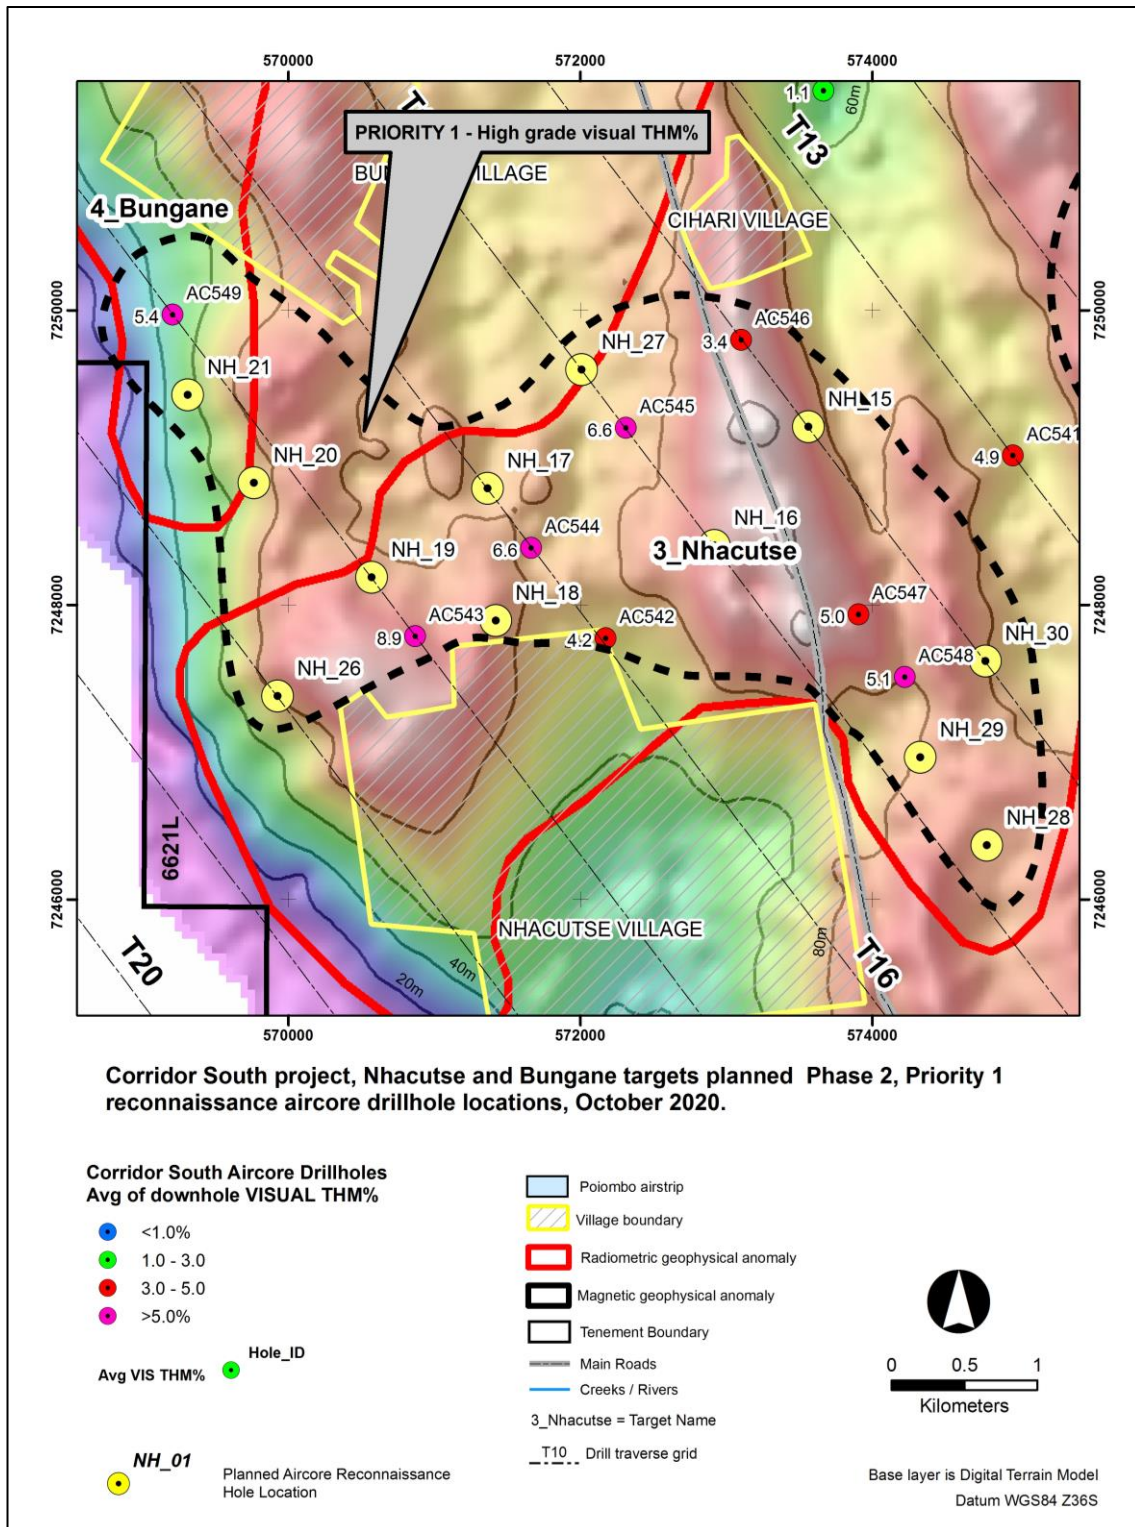 570000
572000
574000
T
T13
1.1
60m
PRIORITY 1 - High grade visual THM%
BU
VILLAGE
4_Bungane
CIHARI VILLAGE
7250000
7250000
AC549
5.4
AC546
3.4
NH_27
NH_21
AC545
6.6
NH_15
AC541
4.9
NH_20
NH_17
NH_16
3_Nhacutse
AC544
6.6
NH_19
NH_18
7248000
7248000
AC543
8.9
AC542
4.2
AC547
5.0
NH_30
AC548
5.1
NH_26
NH_29
NH_28
6621L
7246000
7246000
NHACUTSE VILLAGE
T20
40m
20m
80m
T16
570000
572000
574000
Corridor South project, Nhacutse and Bungane targets planned Phase 2, Priority 1
reconnaissance aircore drillhole locations, October 2020.
Corridor South Aircore Drillholes
Avg of downhole VISUAL THM%
<1.0%
1.0 - 3.0
3.0 - 5.0
>5.0%
Hole_ID
Avg VIS THM%
NH_01
Planned Aircore Reconnaissance
Hole Location
Poiombo airstrip
Village boundary
Radiometric geophysical anomaly
Magnetic geophysical anomaly
Tenement Boundary
Main Roads
Creeks / Rivers
3_Nhacutse = Target Name
T10 Drill traverse grid
0 0.5 1
Kilometers
Base layer is Digital Terrain Model
Datum WGS84 Z36S